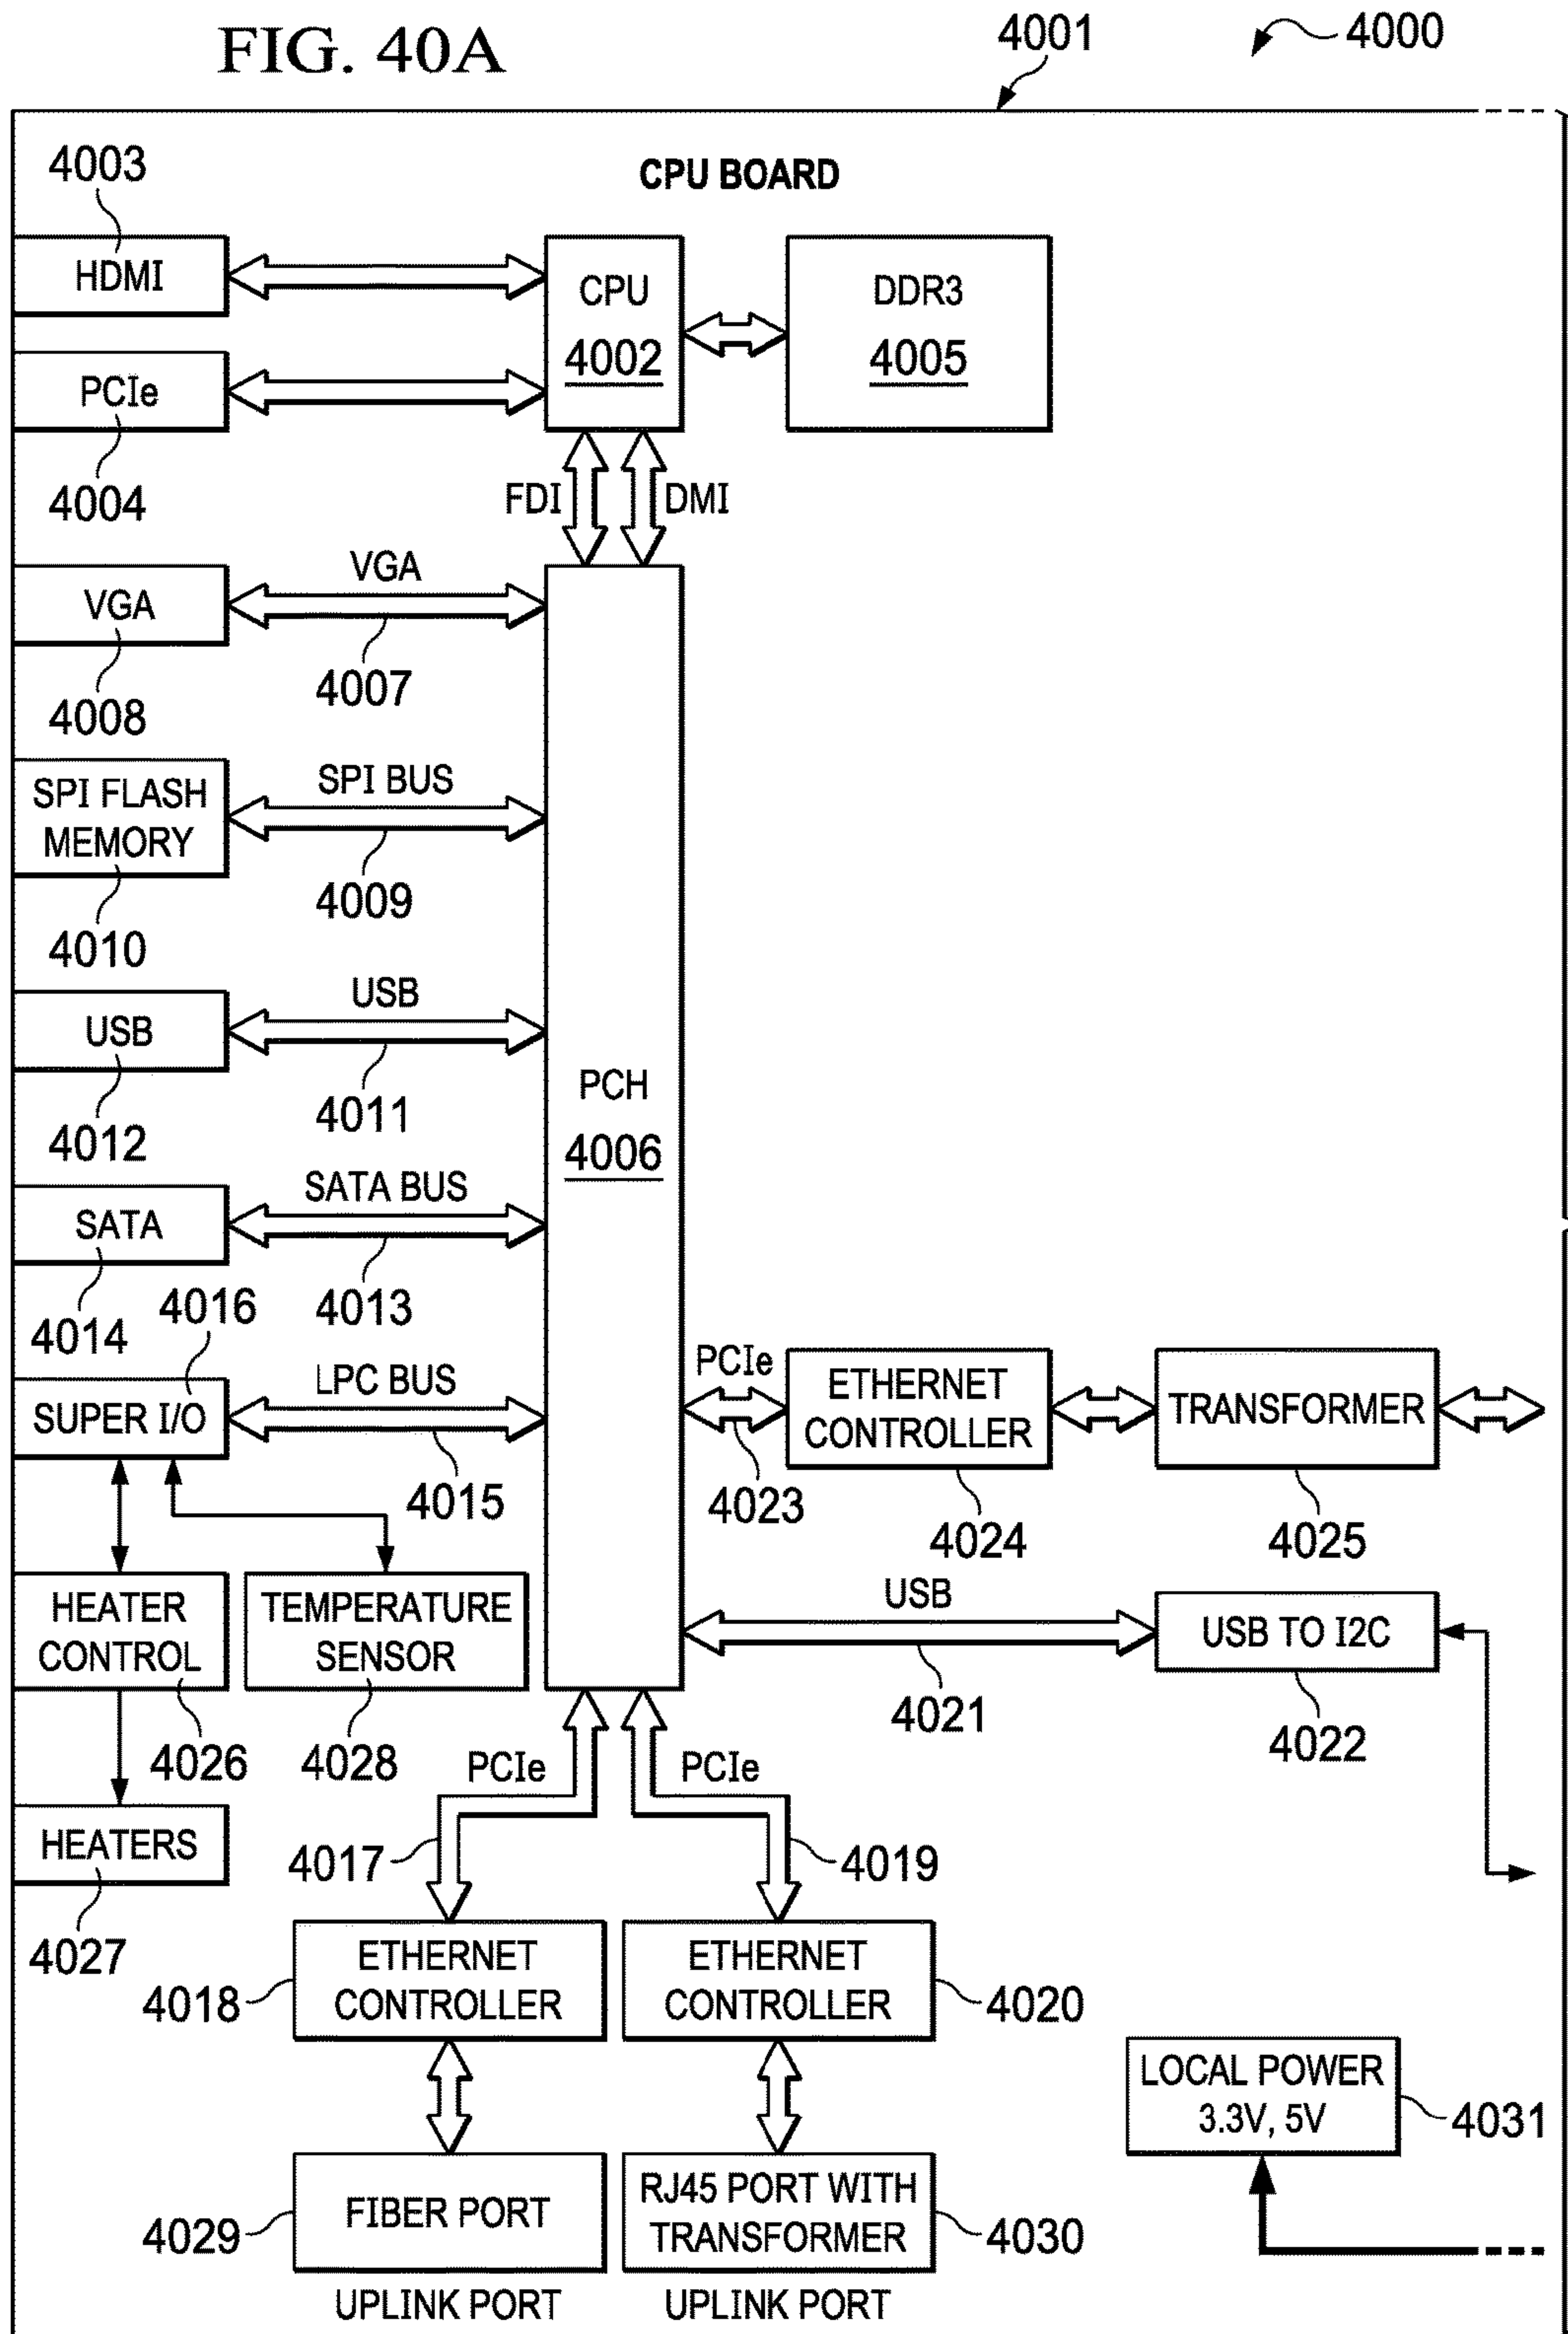 FIG. 40A
4001
4000
CPU BOARD
4003
HDMI
PCIe
4004
CPU
4002
DDR3
4005
FDI
DMI
VGA
4008
VGA
4007
SPI FLASH
MEMORY
4010
SPI BUS
4009
USB
4012
USB
4011
PCH
4006
SATA
4014
SATA BUS
4013
4016
SUPER I/O
LPC BUS
4015
PCIe
4023
ETHERNET
CONTROLLER
4024
TRANSFORMER
4025
HEATER
CONTROL
4026
TEMPERATURE
SENSOR
4028
USB
4021
USB TO I2C
4022
HEATERS
4027
PCIe
4017
PCIe
4019
ETHERNET
CONTROLLER
4018
ETHERNET
CONTROLLER
4020
LOCAL POWER
3.3V, 5V
4031
FIBER PORT
4029
UPLINK PORT
RJ45 PORT WITH
TRANSFORMER
4030
UPLINK PORT